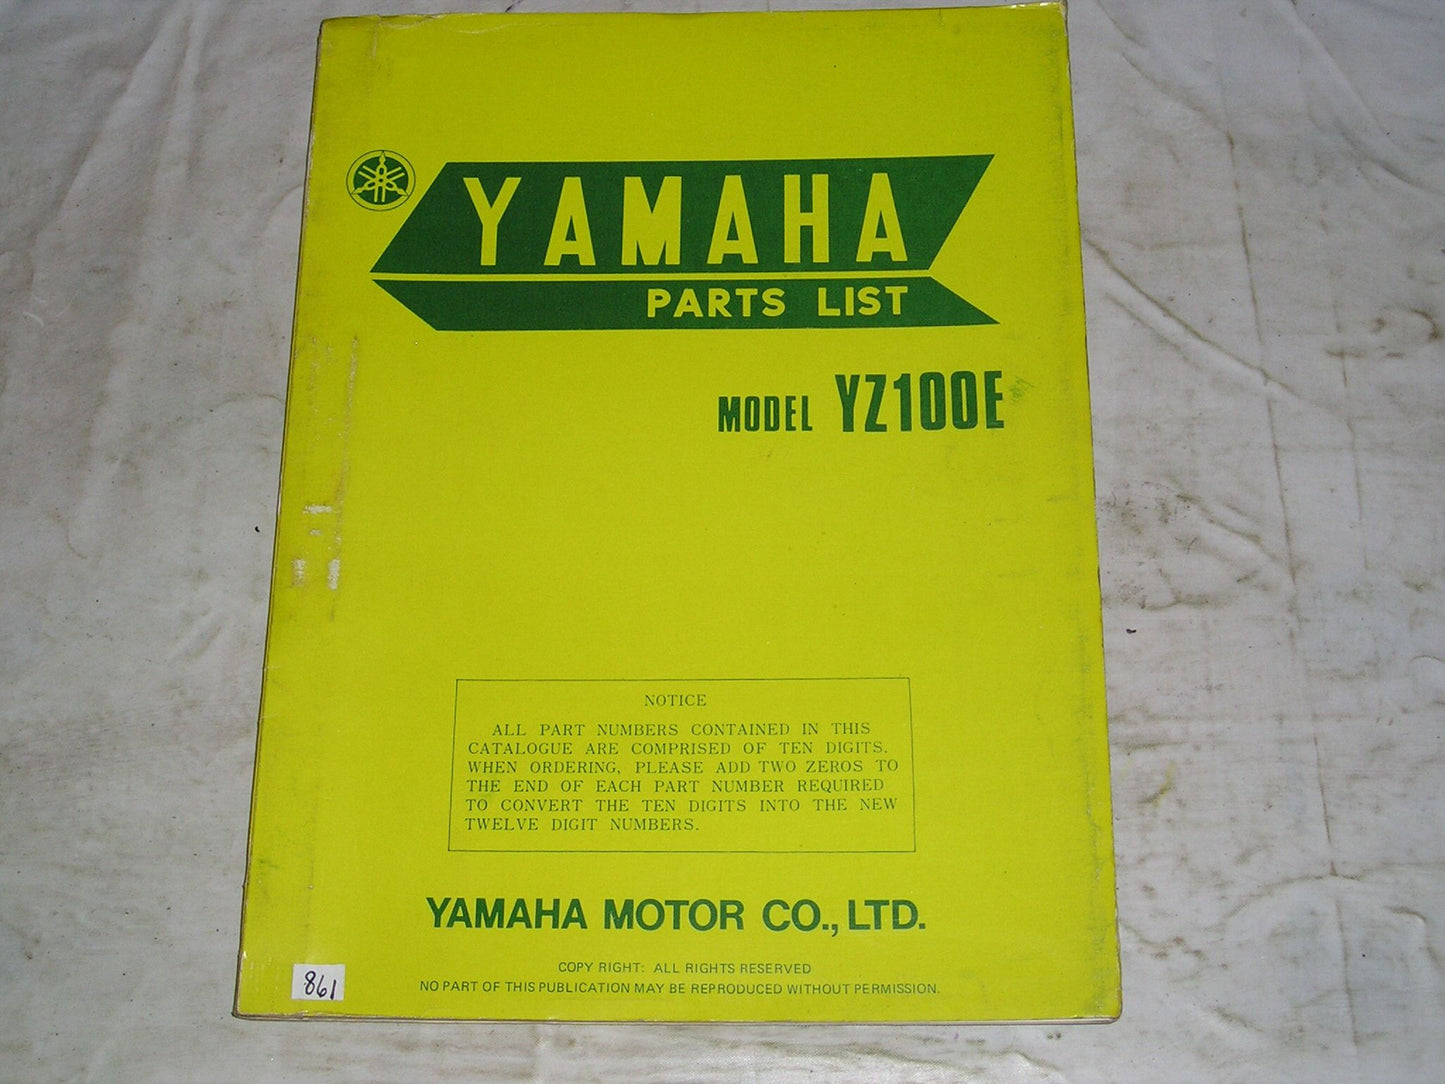 YAMAHA
PARTS LIST
MODEL YZ100E
NOTICE
ALL PART NUMBERS CONTAINED IN THIS
CATALOGUE ARE COMPRISED OF TEN DIGITS.
WHEN ORDERING, PLEASE ADD TWO ZEROS TO
THE END OF EACH PART NUMBER REQUIRED
TO CONVERT THE TEN DIGITS INTO THE NEW
TWELVE DIGIT NUMBERS.
YAMAHA MOTOR CO., LTD.
COPY RIGHT: ALL RIGHTS RESERVED
NO PART OF THIS PUBLICATION MAY BE REPRODUCED WITHOUT PERMISSION.
861